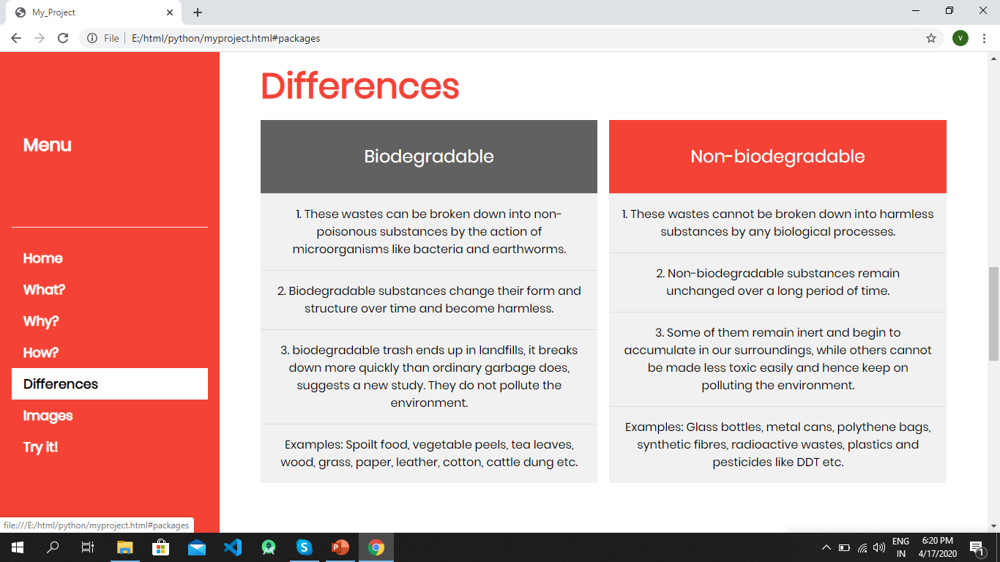 My_Project
File
E:/html/python/myproject.html#packages
V
Menu
Home
What?
Why?
How?
Differences
Images
Try it!
Differences
Biodegradable
1. These wastes can be broken down into non-
poisonous substances by the action of
microorganisms like bacteria and earthworms.
2. Biodegradable substances change their form and
structure over time and become harmless.
3. biodegradable trash ends up in landfills, it breaks
down more quickly than ordinary garbage does,
suggests a new study. They do not pollute the
environment.
Examples: Spoilt food, vegetable peels, tea leaves,
wood, grass, paper, leather, cotton, cattle dung etc.
Non-biodegradable
1. These wastes cannot be broken down into harmless
substances by any biological processes.
2. Non-biodegradable substances remain
unchanged over a long period of time.
3. Some of them remain inert and begin to
accumulate in our surroundings, while others cannot
be made less toxic easily and hence keep on
polluting the environment.
Examples: Glass bottles, metal cans, polythene bags,
synthetic fibres, radioactive wastes, plastics and
pesticides like DDT etc.
file:///E:/html/python/myproject.html#packages
ENG
IN
6:20 PM
4/17/2020
1